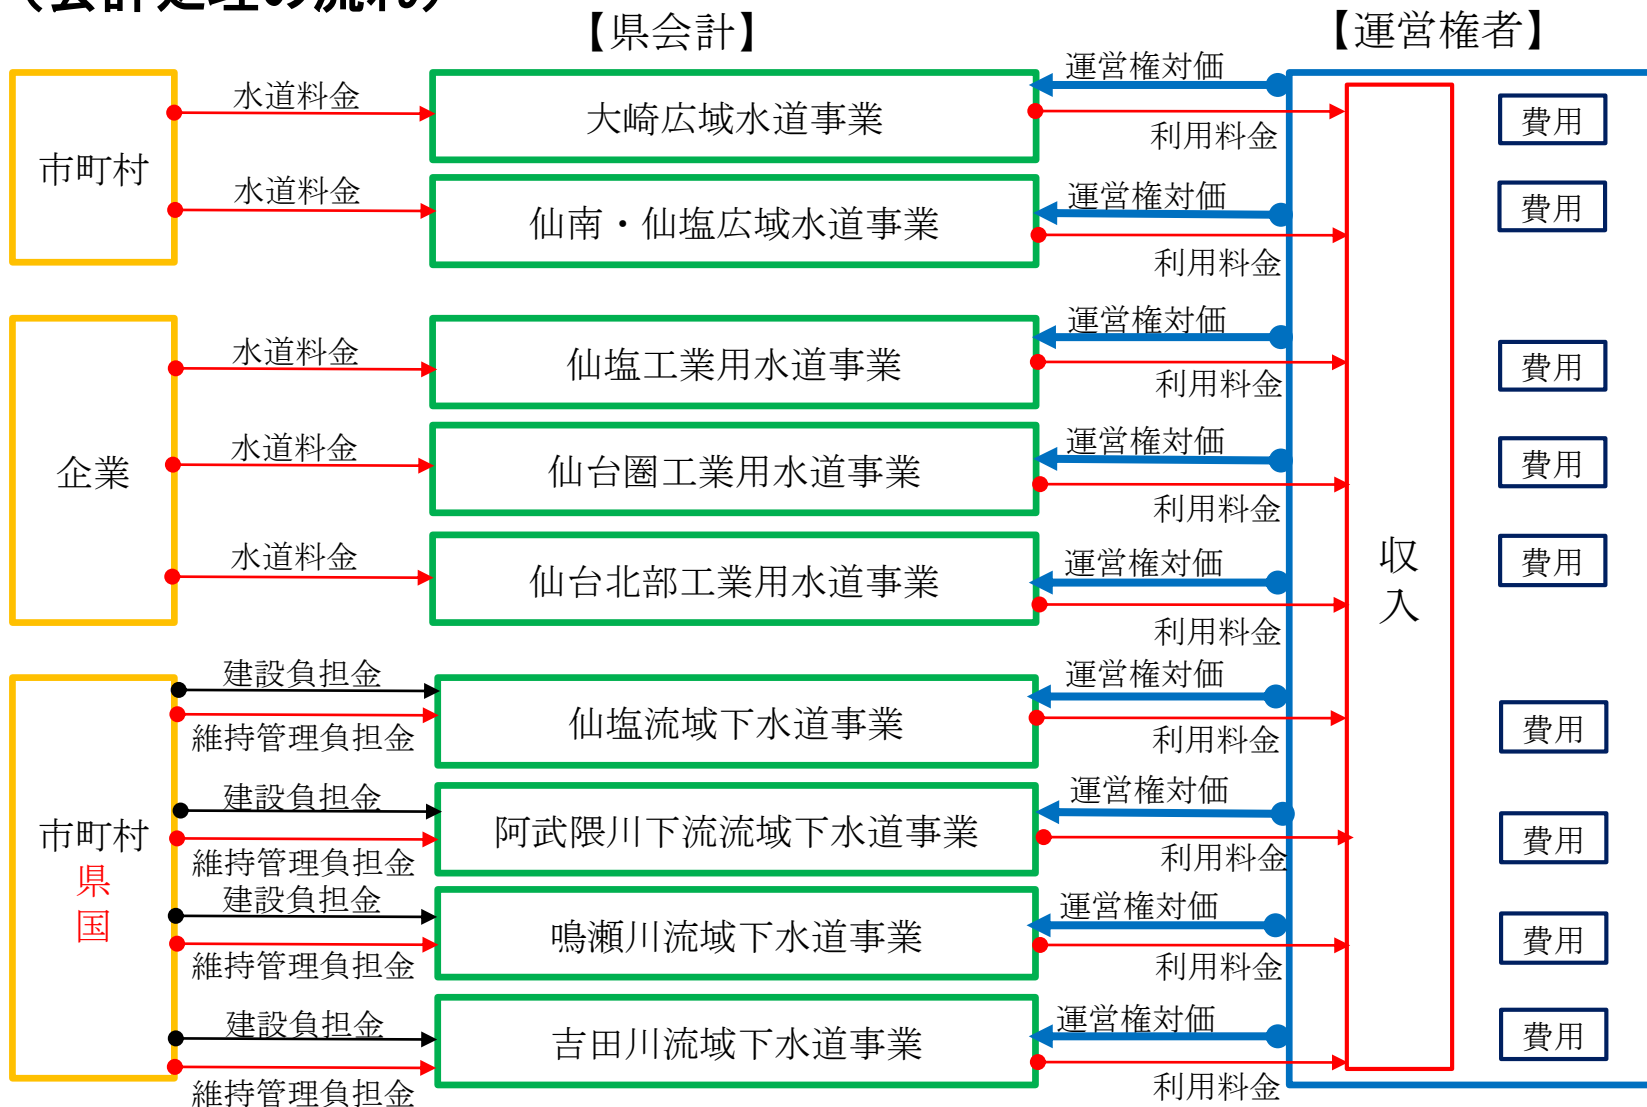 （会計処理の流れ）
【県会計】
【運営権者】
市町村
水道料金
大崎広域水道事業
運営権対価
利用料金
費用
水道料金
仙南・仙塩広域水道事業
運営権対価
利用料金
費用
企業
水道料金
仙塩工業用水道事業
運営権対価
利用料金
費用
水道料金
仙台圏工業用水道事業
運営権対価
利用料金
費用
水道料金
仙台北部工業用水道事業
運営権対価
利用料金
費用
収
入
市町村
県
国
建設負担金
維持管理負担金
仙塩流域下水道事業
運営権対価
利用料金
費用
建設負担金
維持管理負担金
阿武隈川下流流域下水道事業
運営権対価
利用料金
費用
建設負担金
維持管理負担金
鳴瀬川流域下水道事業
運営権対価
利用料金
費用
建設負担金
維持管理負担金
吉田川流域下水道事業
運営権対価
利用料金
費用